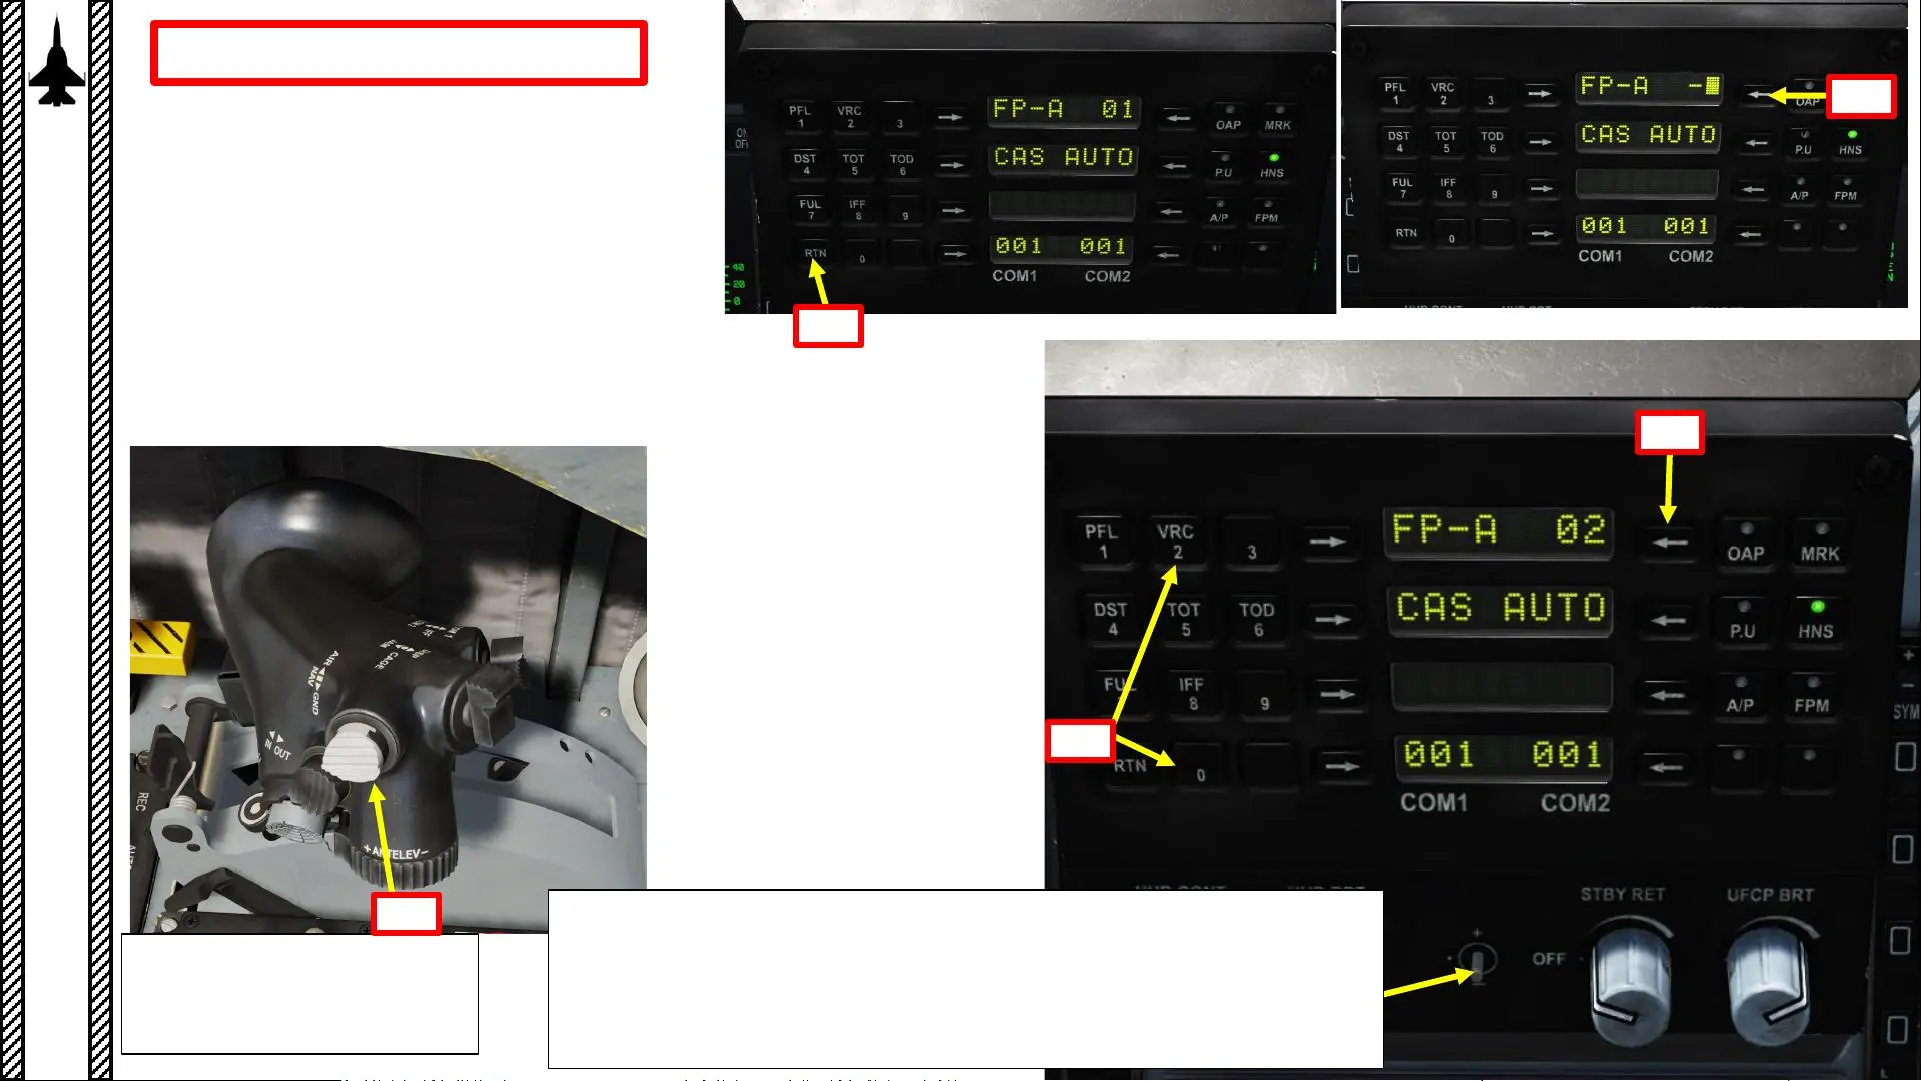 PFL VRC FP-A 01
1 2 3 OAP MRK
DST TOT TOD CAS AUTO
4 5 6 P.U HNS
FUL IFF
7 8 9 A/P FPM
RTN 0 001 001
COM1 COM2
40
20
0
PFL VRC FP-A -
1 2 3 OAP
DST TOT TOD CAS AUTO
4 5 6 P.U HNS
FUL IFF
7 8 9 A/P FPM
RTN 0 001 001
COM1 COM2
PFL VRC FP-A 02
1 2 3 OAP MRK
DST TOT TOD CAS AUTO
4 5 6 P.U HNS
FUL IFF
8 9 A/P FPM
SYM
RTN 0 001 001
COM1 COM2
STBY RET UFCP BRT
+
OFF
CAGE
AIR
NAV
GND
IN OUT
REC
+ANT ELEV-